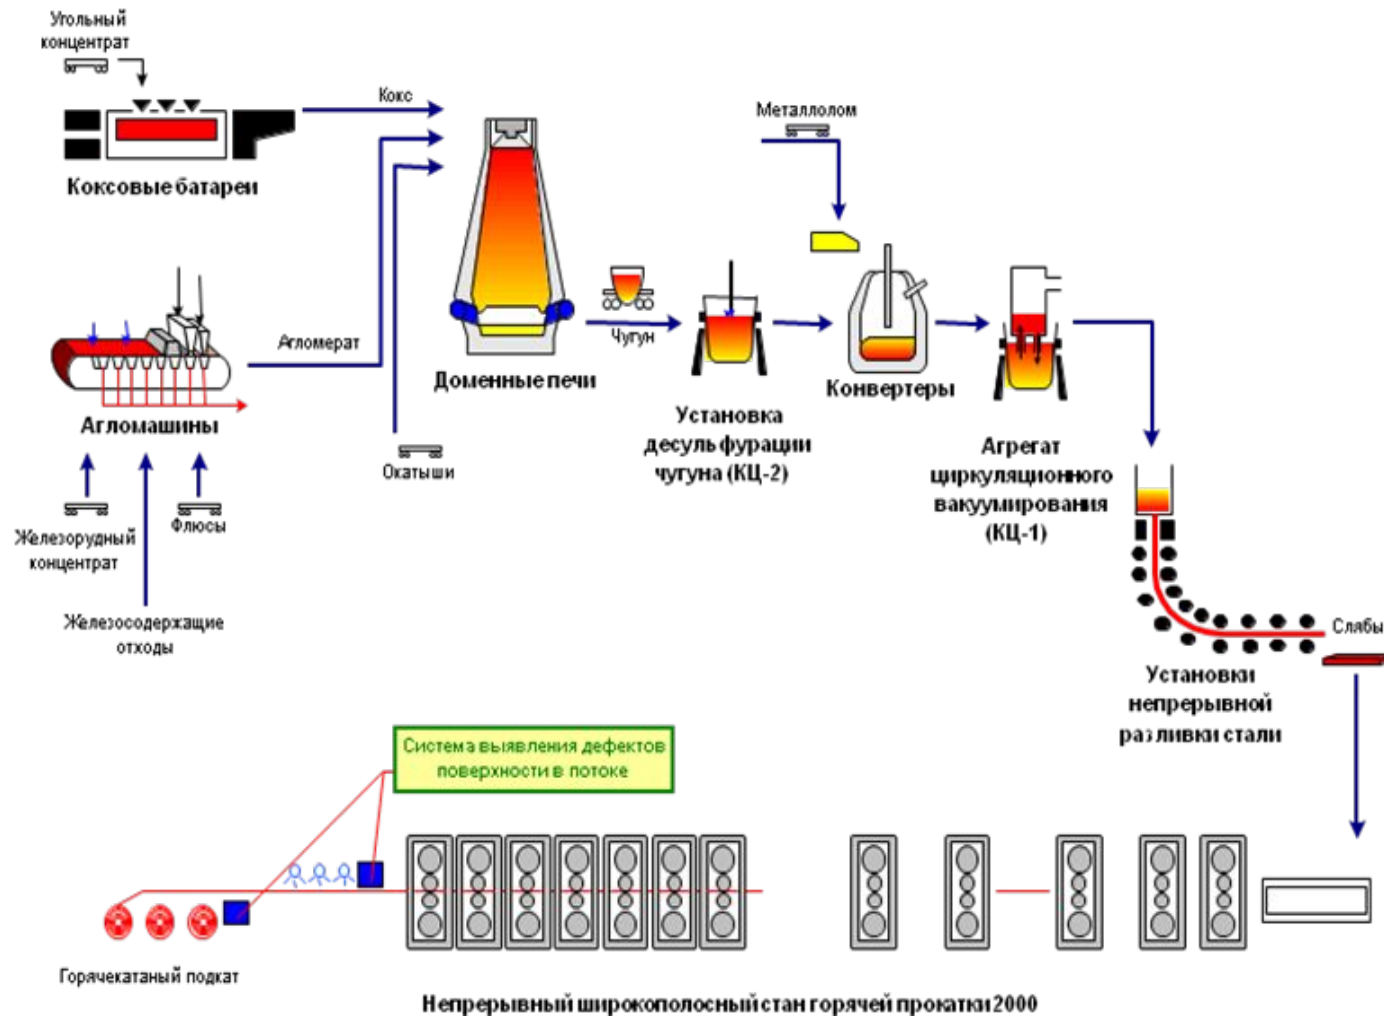 Угольный
концентрат
Кокс
Коксовые батареи
Металлолом
Агломерат
Чугун
Доменные печи
Конвертеры
Агломашины
Окатыши
Установка
десульфурации
чугуна (КЦ-2)
Агрегат
циркуляционного
вакуумирования
(КЦ-1)
Железорудный
концентрат
Флюсы
Железосодержащие
отходы
Слябы
Установки
непрерывной
разливки стали
Система выявления дефектов
поверхности в потоке
Горячекатаный подкат
Непрерывный широкополосный стан горячей прокатки 2000